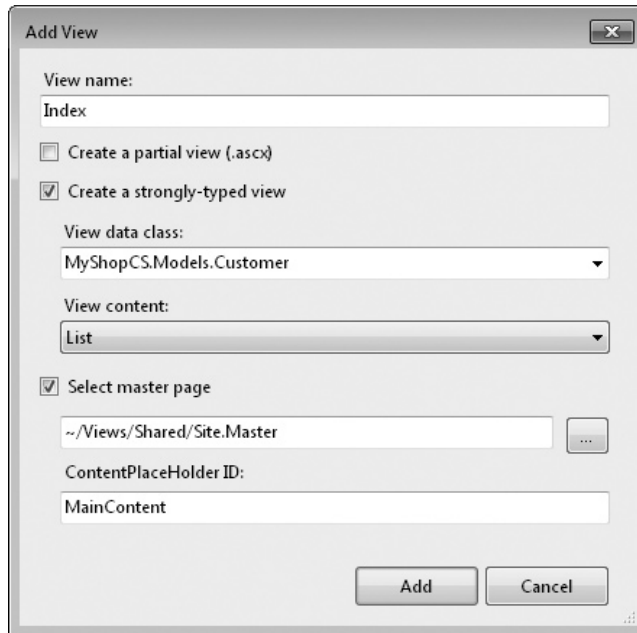 Add View
View name:
Index
Create a partial view (.ascx)
Create a strongly-typed view
View data class:
MyShopCS.Models.Customer
View content:
List
Select master page
~/Views/Shared/Site.Master
...
ContentPlaceHolder ID:
MainContent
Add Cancel